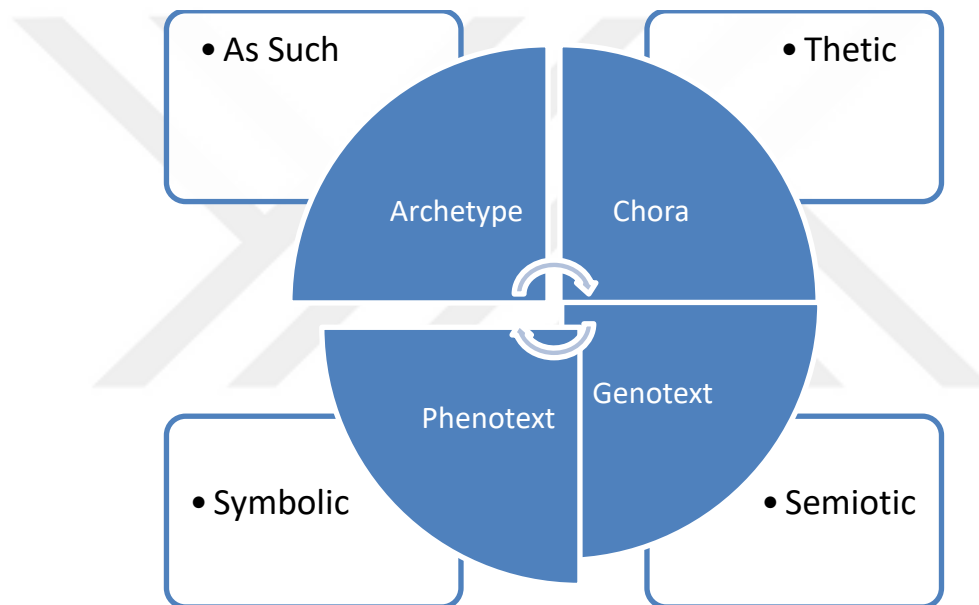 • As Such
• Thetic
Archetype
Chora
Phenotext
Genotext
• Symbolic
• Semiotic